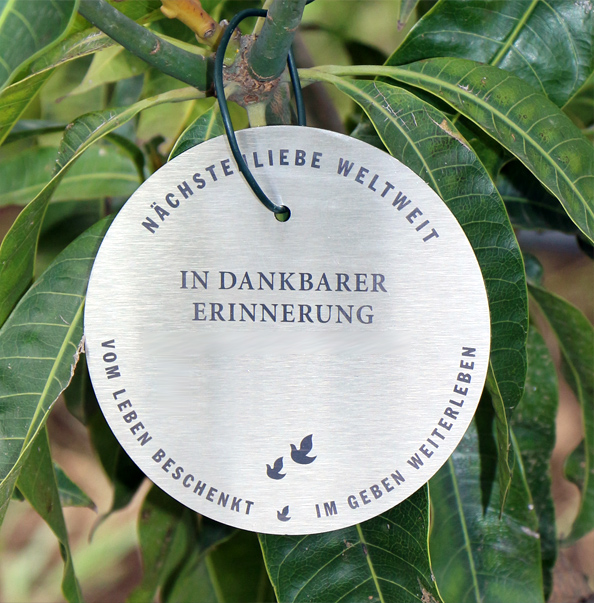 NÄCHSTENLIEBE WELTWEIT
IN DANKBARER
ERINNERUNG
VOM LEBEN BESCHENKT
IM GEBEN WEITERLEBEN